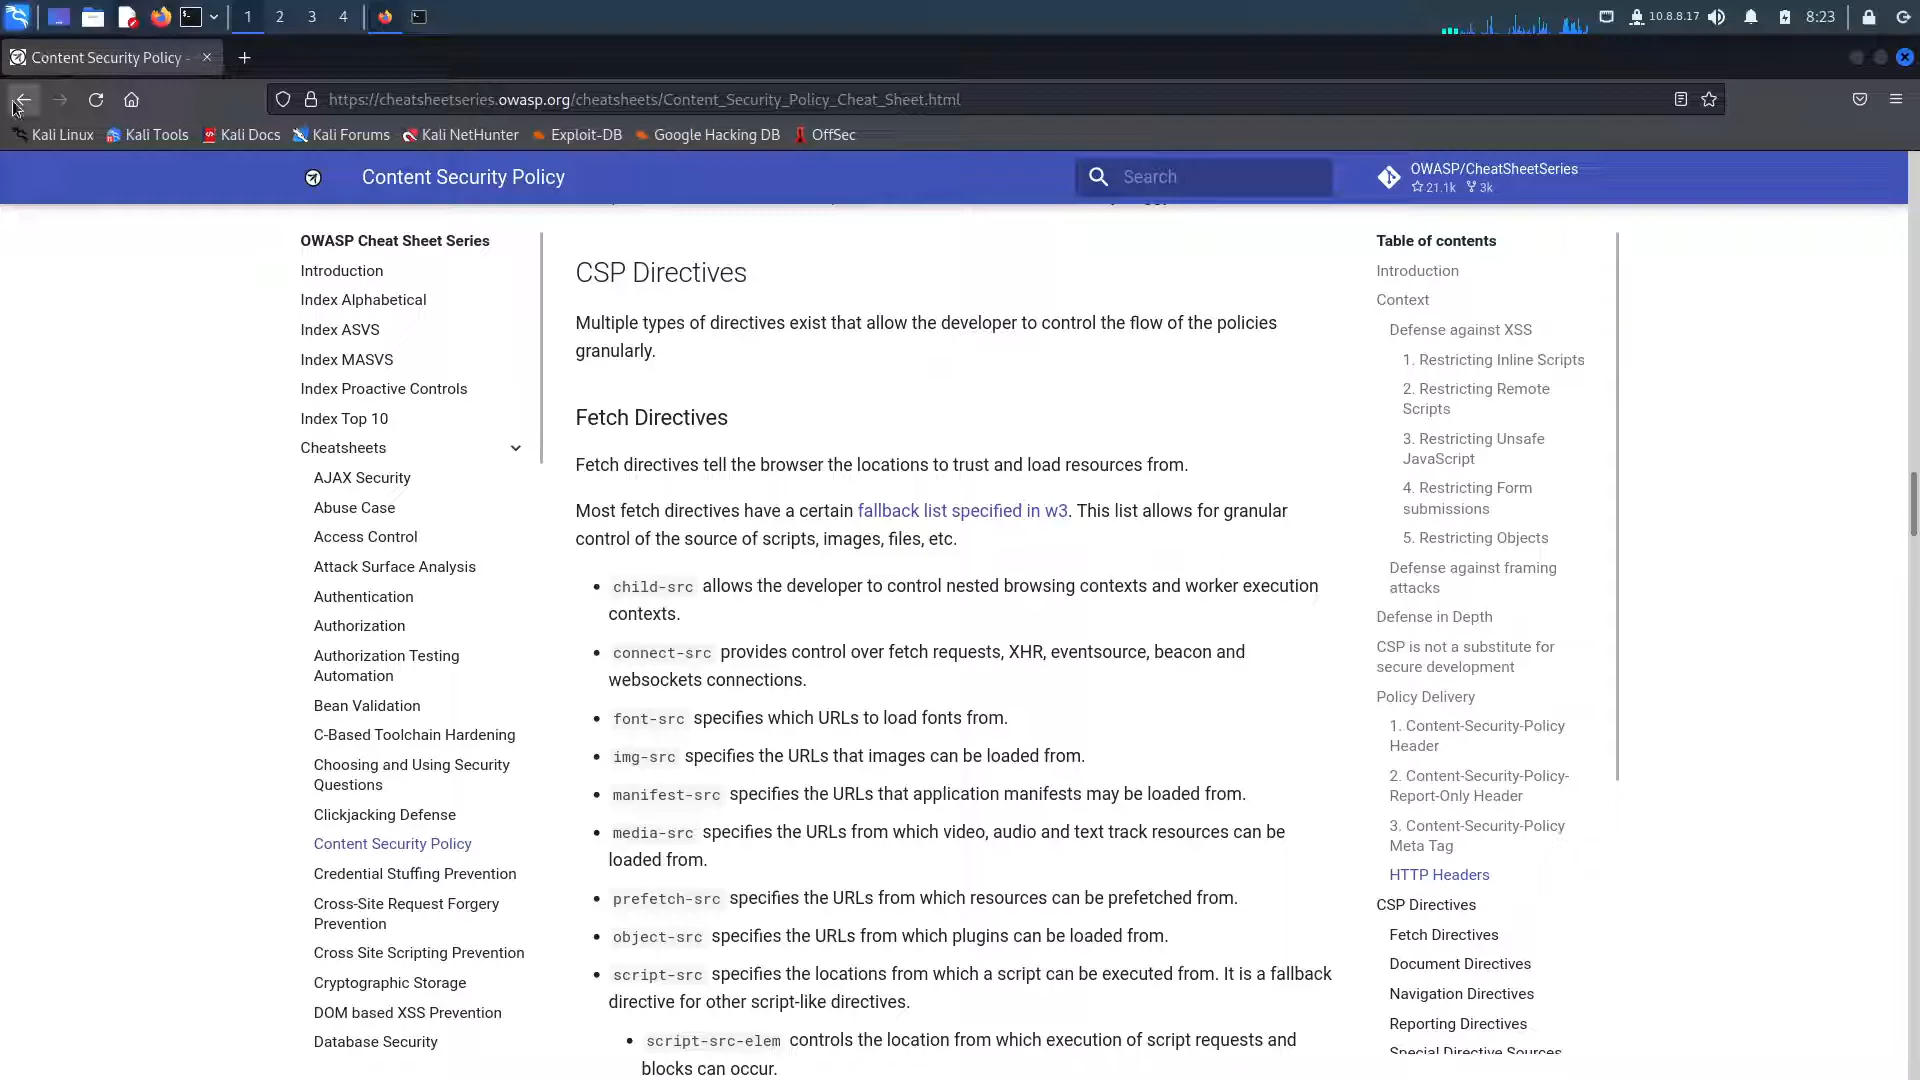 1 2 3 4
10.8.8.17 8:23
Content Security Policy -
https://cheatsheetseries.owasp.org/cheatsheets/Content_Security_Policy_Cheat_Sheet.html
Kali Linux Kali Tools Kali Docs Kali Forums Kali NetHunter Exploit-DB Google Hacking DB OffSec
Content Security Policy
Search
OWASP/CheatSheetSeries
21.1k 3k
OWASP Cheat Sheet Series
Introduction
Index Alphabetical
Index ASVS
Index MASVS
Index Proactive Controls
Index Top 10
Cheatsheets
AJAX Security
Abuse Case
Access Control
Attack Surface Analysis
Authentication
Authorization
Authorization Testing
Automation
Bean Validation
C-Based Toolchain Hardening
Choosing and Using Security
Questions
Clickjacking Defense
Content Security Policy
Credential Stuffing Prevention
Cross-Site Request Forgery
Prevention
Cross Site Scripting Prevention
Cryptographic Storage
DOM based XSS Prevention
Database Security
CSP Directives
Multiple types of directives exist that allow the developer to control the flow of the policies
granularly.
Fetch Directives
Fetch directives tell the browser the locations to trust and load resources from.
Most fetch directives have a certain fallback list specified in w3. This list allows for granular
control of the source of scripts, images, files, etc.
child-src allows the developer to control nested browsing contexts and worker execution
contexts.
connect-src provides control over fetch requests, XHR, eventsource, beacon and
websockets connections.
font-src specifies which URLs to load fonts from.
img-src specifies the URLs that images can be loaded from.
manifest-src specifies the URLs that application manifests may be loaded from.
media-src specifies the URLs from which video, audio and text track resources can be
loaded from.
prefetch-src specifies the URLs from which resources can be prefetched from.
object-src specifies the URLs from which plugins can be loaded from.
script-src specifies the locations from which a script can be executed from. It is a fallback
directive for other script-like directives.
script-src-elem controls the location from which execution of script requests and
blocks can occur.
Table of contents
Introduction
Context
Defense against XSS
1. Restricting Inline Scripts
2. Restricting Remote
Scripts
3. Restricting Unsafe
JavaScript
4. Restricting Form
submissions
5. Restricting Objects
Defense against framing
attacks
Defense in Depth
CSP is not a substitute for
secure development
Policy Delivery
1. Content-Security-Policy
Header
2. Content-Security-Policy-
Report-Only Header
3. Content-Security-Policy
Meta Tag
HTTP Headers
CSP Directives
Fetch Directives
Document Directives
Navigation Directives
Reporting Directives
Special Directive Sources